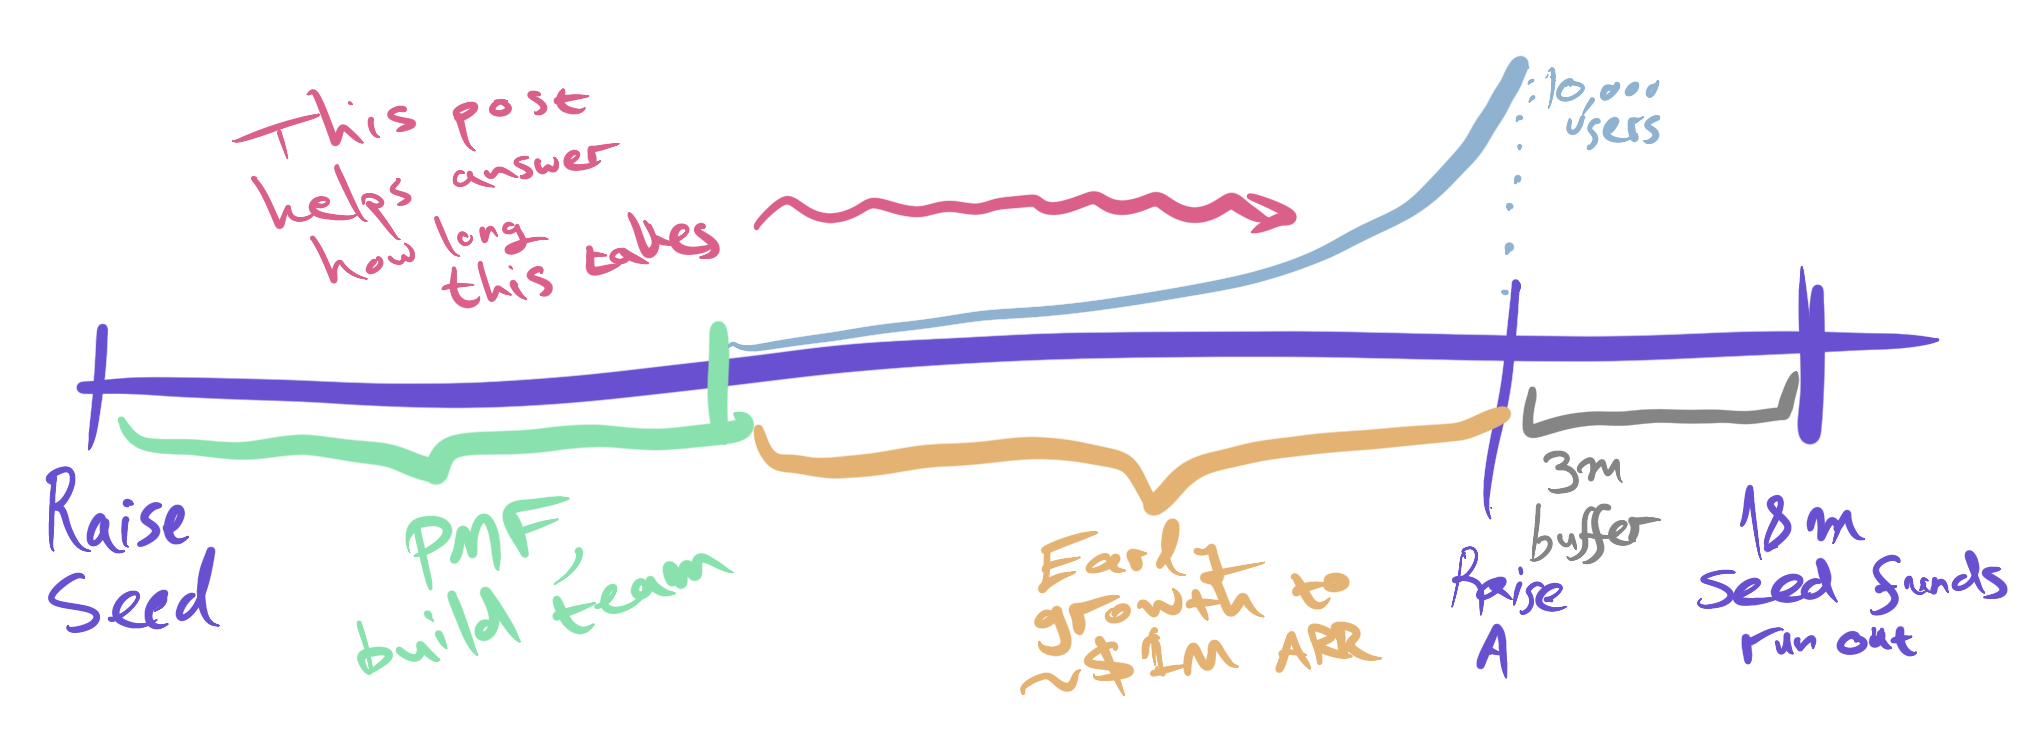 This post
helps answer
how long
this takes
10,000
users
Raise
Seed
PMF,
build team
Early
growth to
~$1M ARR
Raise
A
3m
buffer
18m
Seed funds
run out